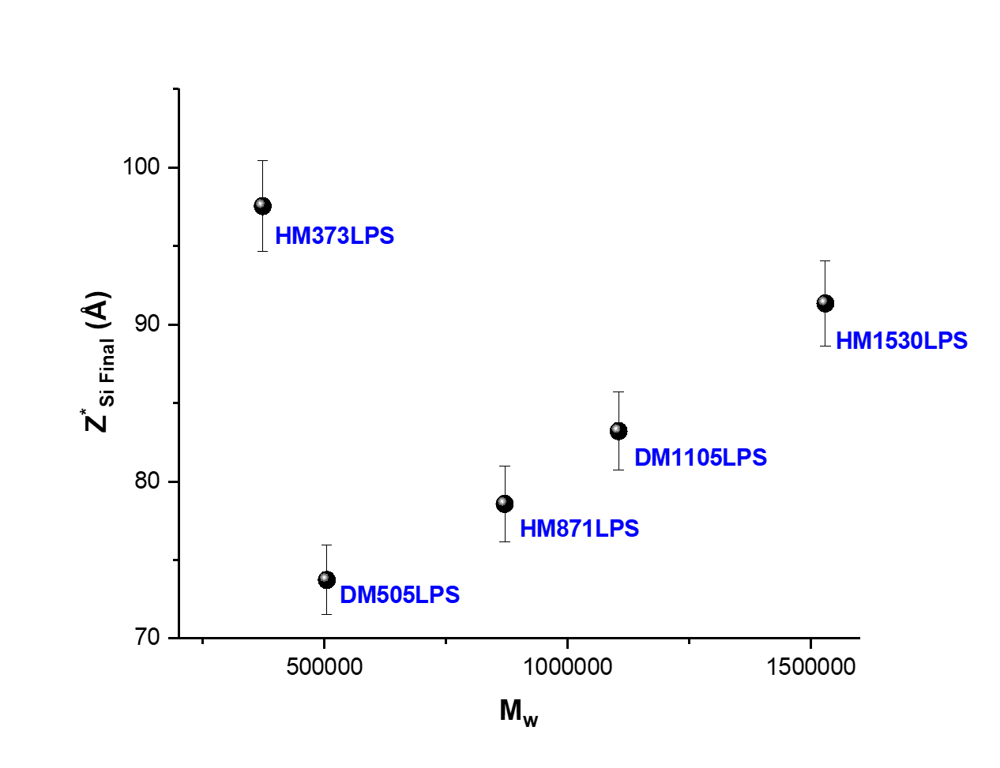 100
90
80
70
Z* Si Final (Å)
HM373LPS
HM1530LPS
DM1105LPS
HM871LPS
DM505LPS
500000 1000000 1500000
Mw